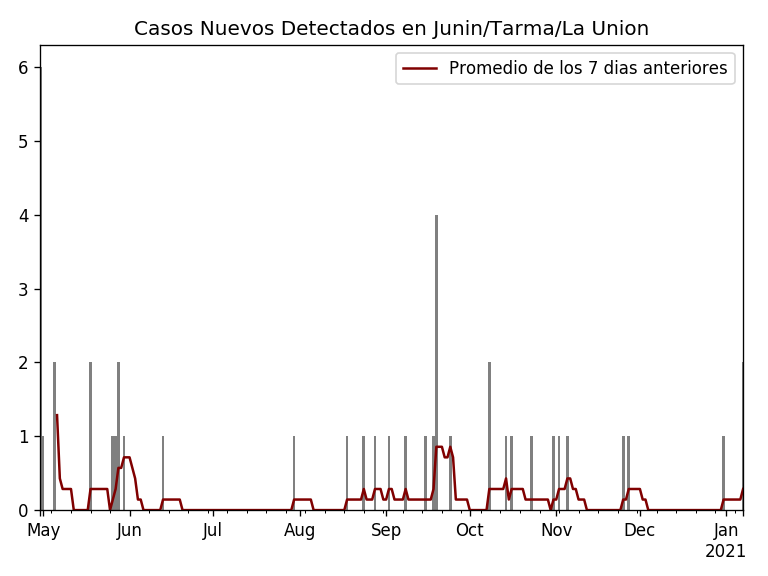 Casos Nuevos Detectados en Junin/Tarma/La Union
Promedio de los 7 dias anteriores
6
5
4
3
2
1
0
May Jun Jul Aug Sep Oct Nov Dec Jan
2021